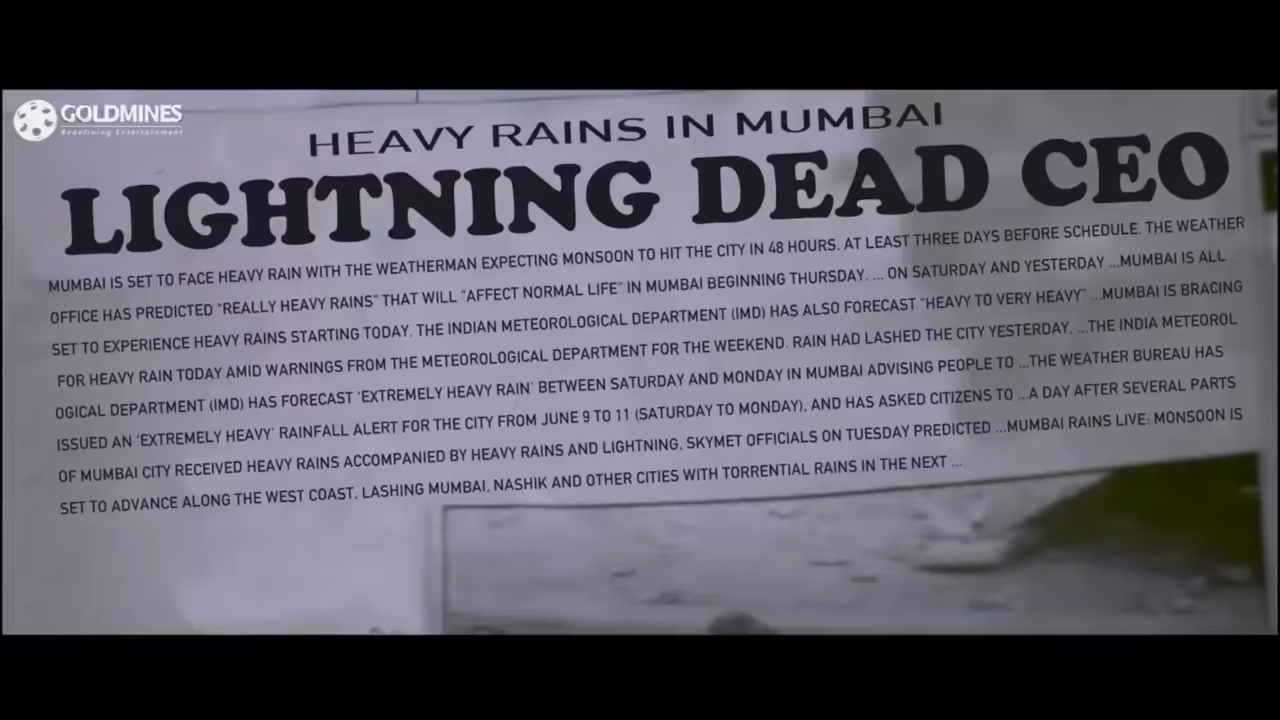 GOLDMINES
Redefining Entertainment
HEAVY RAINS IN MUMBAI
LIGHTNING DEAD CEO
MUMBAI IS SET TO FACE HEAVY RAIN WITH THE WEATHERMAN EXPECTING MONSOON TO HIT THE CITY IN 48 HOURS, AT LEAST THREE DAYS BEFORE SCHEDULE. THE WEATHER
OFFICE HAS PREDICTED "REALLY HEAVY RAINS" THAT WILL "AFFECT NORMAL LIFE" IN MUMBAI BEGINNING THURSDAY. ... ON SATURDAY AND YESTERDAY ...MUMBAI IS ALL
SET TO EXPERIENCE HEAVY RAINS STARTING TODAY. THE INDIAN METEOROLOGICAL DEPARTMENT (IMD) HAS ALSO FORECAST "HEAVY TO VERY HEAVY" ...MUMBAI IS BRACING
FOR HEAVY RAIN TODAY AMID WARNINGS FROM THE METEOROLOGICAL DEPARTMENT FOR THE WEEKEND. RAIN HAD LASHED THE CITY YESTERDAY, ...THE INDIA METEOROL
OGICAL DEPARTMENT (IMD) HAS FORECAST 'EXTREMELY HEAVY RAIN' BETWEEN SATURDAY AND MONDAY IN MUMBAI ADVISING PEOPLE TO ...THE WEATHER BUREAU HAS
ISSUED AN 'EXTREMELY HEAVY' RAINFALL ALERT FOR THE CITY FROM JUNE 9 TO 11 (SATURDAY TO MONDAY), AND HAS ASKED CITIZENS TO ...A DAY AFTER SEVERAL PARTS
OF MUMBAI CITY RECEIVED HEAVY RAINS ACCOMPANIED BY HEAVY RAINS AND LIGHTNING, SKYMET OFFICIALS ON TUESDAY PREDICTED ...MUMBAI RAINS LIVE: MONSOON IS
SET TO ADVANCE ALONG THE WEST COAST, LASHING MUMBAI, NASHIK AND OTHER CITIES WITH TORRENTIAL RAINS IN THE NEXT ...